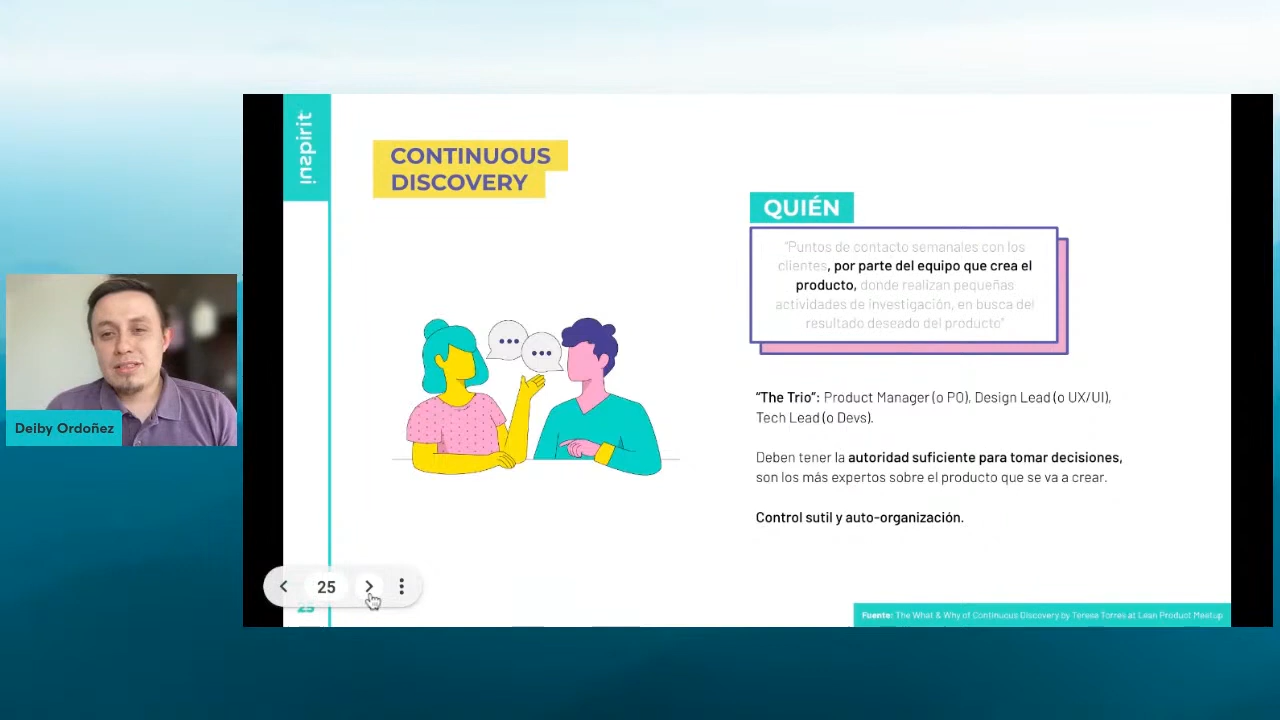 inspirit
CONTINUOUS
DISCOVERY
QUIÉN
"Puntos de contacto semanales con los
clientes, por parte del equipo que crea el
producto, donde realizan pequeñas
actividades de investigación, en busca del
resultado deseado del producto"
Deiby Ordoñez
"The Trio": Product Manager (o PO), Design Lead (o UX/UI),
Tech Lead (o Devs).
Deben tener la autoridad suficiente para tomar decisiones,
son los más expertos sobre el producto que se va a crear.
Control sutil y auto-organización.
25
Fuente: The What & Why of Continuous Discovery by Teresa Torres at Lean Product Meetup